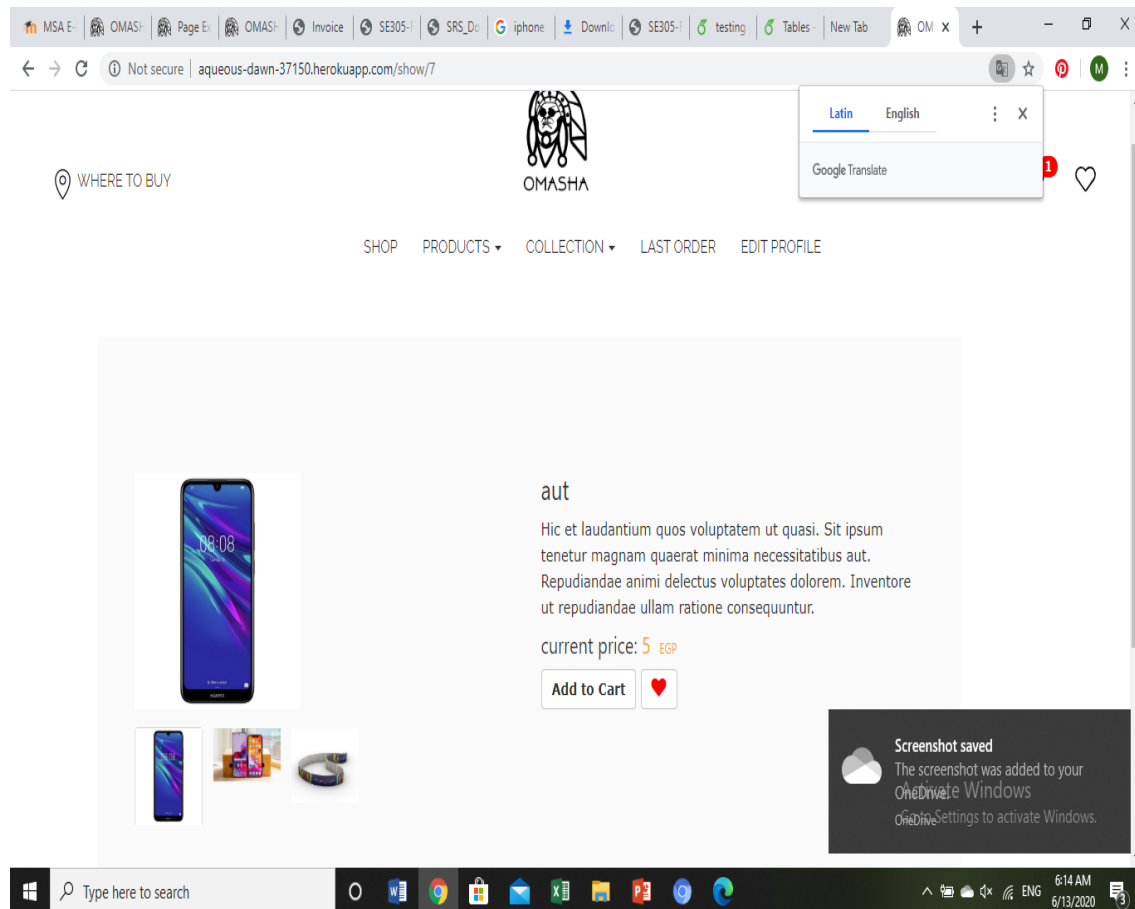 MSA E-
OMASH
Page Ex
OMASH
Invoice
SE305-F
SRS_Do
iphone
Downlo
SE305-F
testing
Tables -
New Tab
OM
Not secure | aqueous-dawn-37150.herokuapp.com/show/7
M
Latin English
Google Translate
WHERE TO BUY
OMASHA
1
SHOP PRODUCTS COLLECTION LAST ORDER EDIT PROFILE
08:08
HUAWEI
aut
Hic et laudantium quos voluptatem ut quasi. Sit ipsum
tenetur magnam quaerat minima necessitatibus aut.
Repudiandae animi delectus voluptates dolorem. Inventore
ut repudiandae ullam ratione consequuntur.
current price: 5 EGP
Add to Cart
08:08
Screenshot saved
The screenshot was added to your
OneDrive.
OneDrive
Activate Windows
Go to Settings to activate Windows.
Type here to search
ENG
6:14 AM
6/13/2020
3